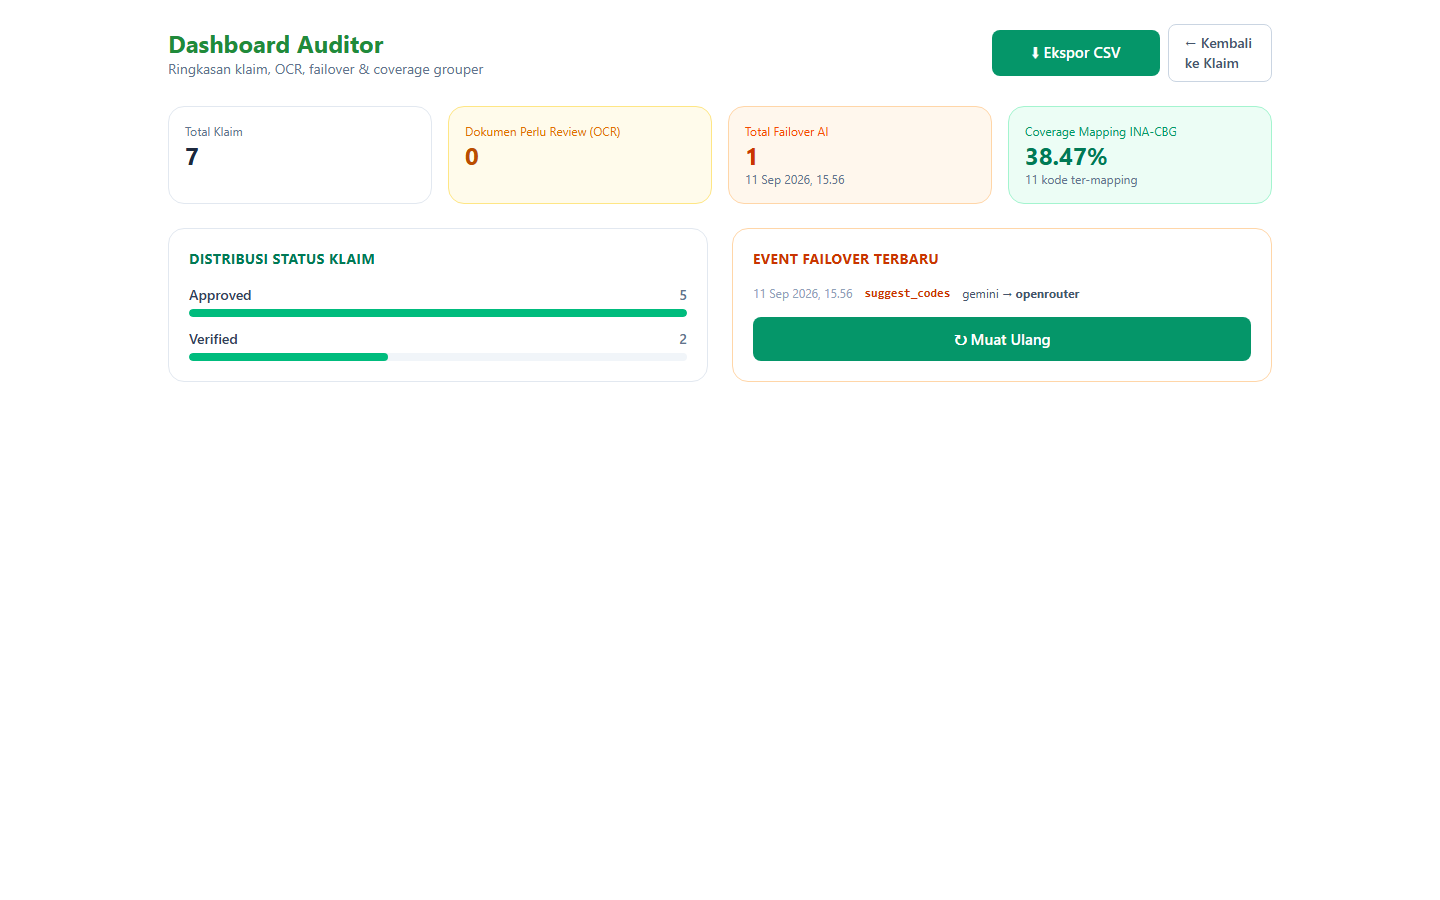 Dashboard Auditor
Ringkasan klaim, OCR, failover & coverage grouper
⬇ Ekspor CSV
← Kembali
ke Klaim
Total Klaim
7
Dokumen Perlu Review (OCR)
0
Total Failover AI
1
11 Sep 2026, 15.56
Coverage Mapping INA-CBG
38.47%
11 kode ter-mapping
DISTRIBUSI STATUS KLAIM
Approved 5
Verified 2
EVENT FAILOVER TERBARU
11 Sep 2026, 15.56 suggest_codes gemini → openrouter
↻ Muat Ulang